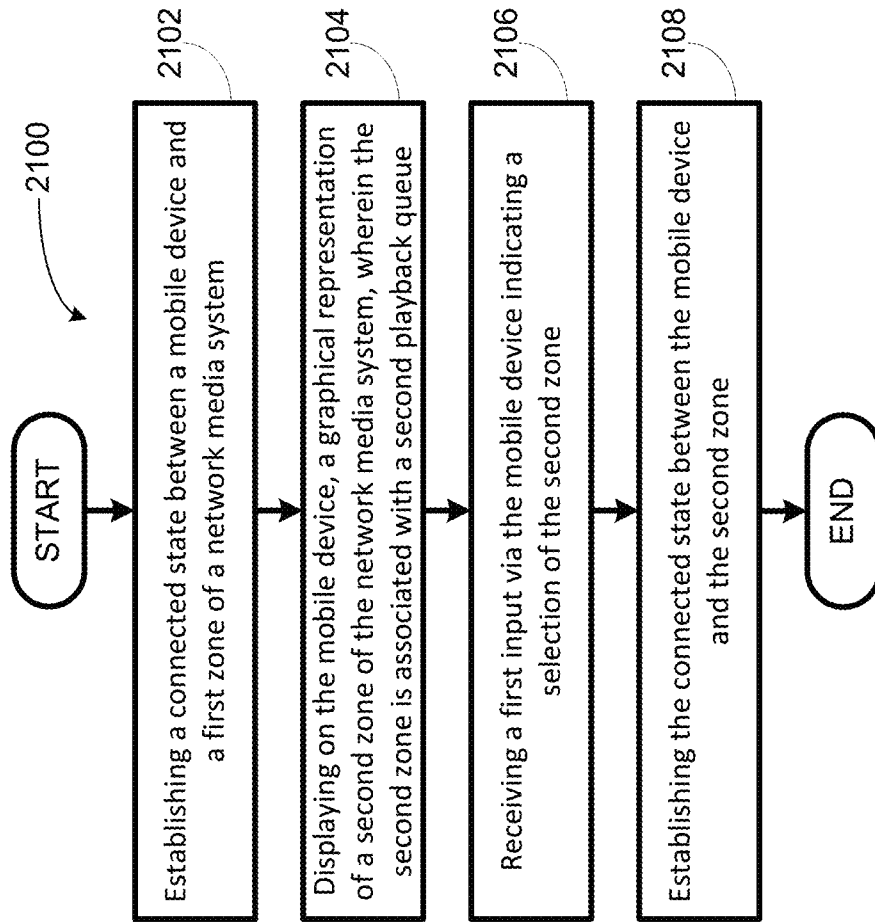 2100
START
Establishing a connected state between a mobile device and
a first zone of a network media system
2102
Displaying on the mobile device, a graphical representation
of a second zone of the network media system, wherein the
second zone is associated with a second playback queue
2104
Receiving a first input via the mobile device indicating a
selection of the second zone
2106
Establishing the connected state between the mobile device
and the second zone
2108
END